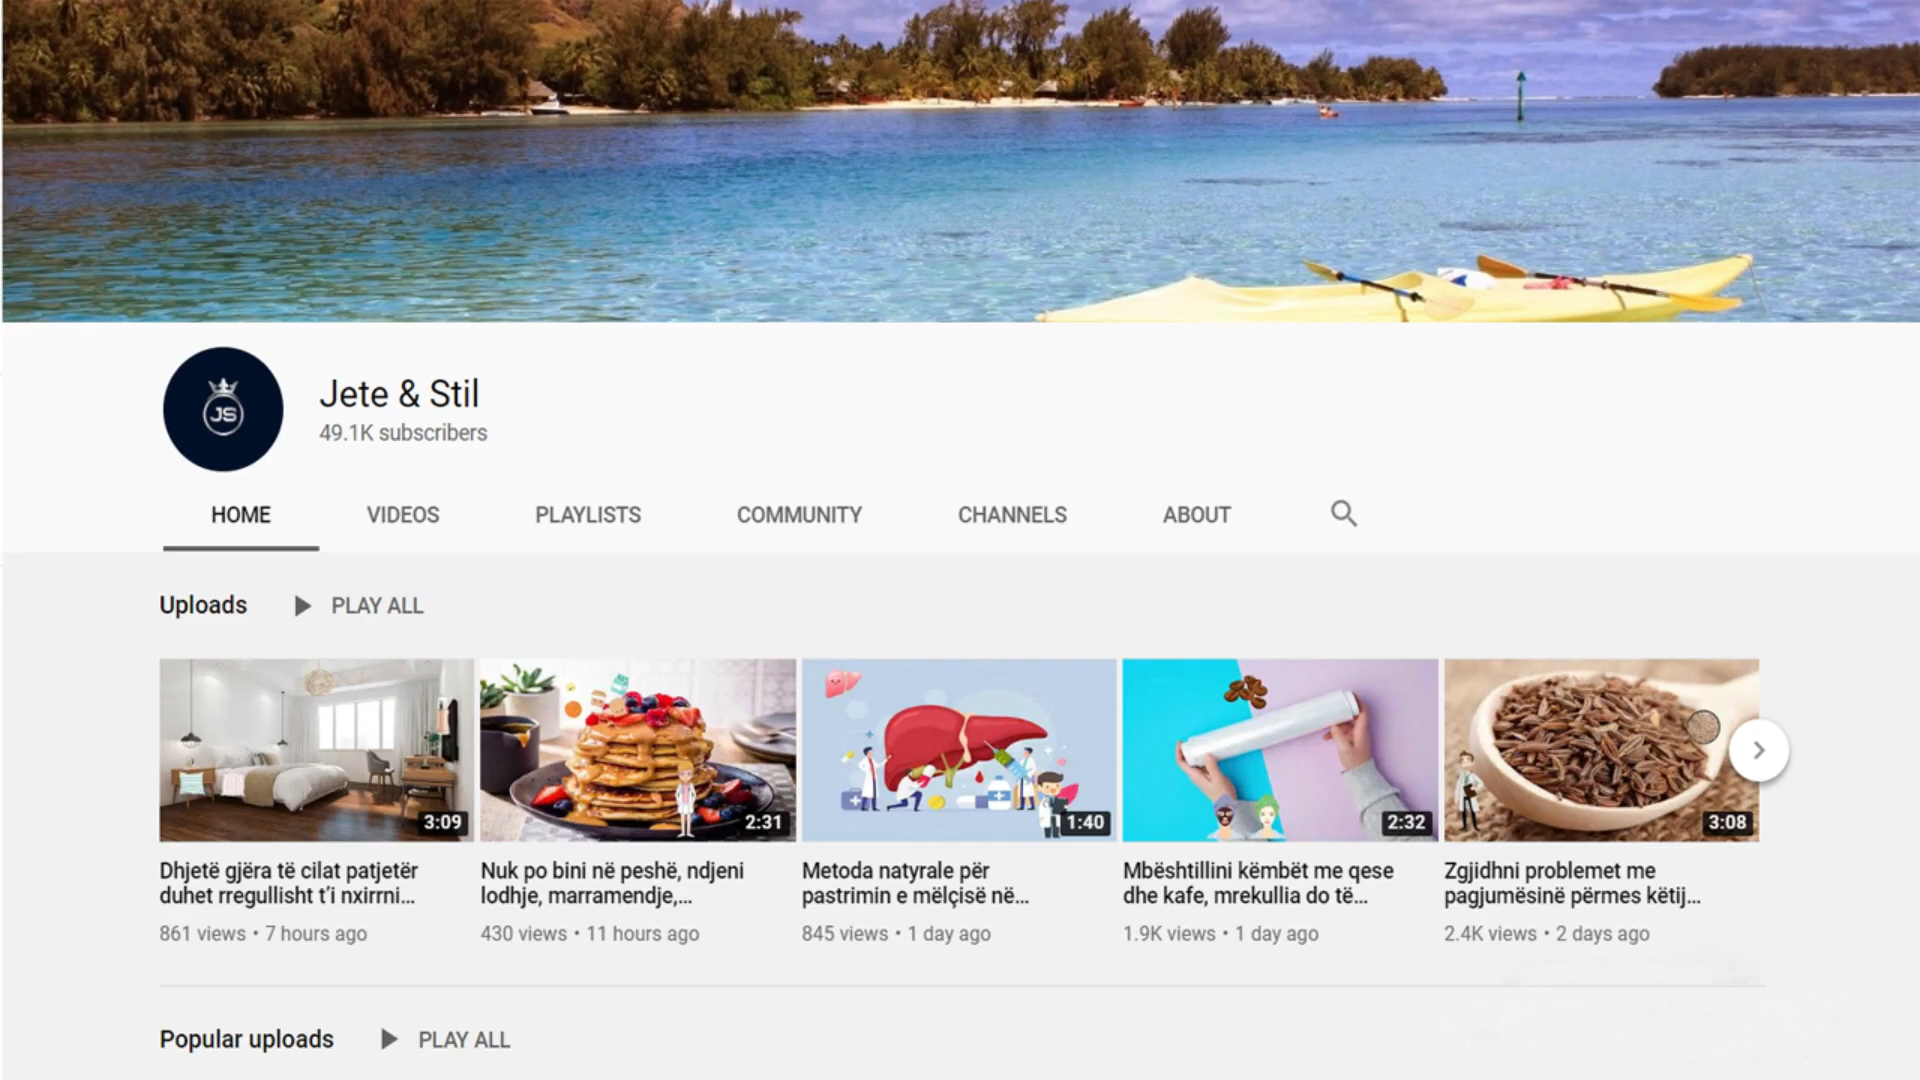 JS
Jete & Stil
49.1K subscribers
HOME VIDEOS PLAYLISTS COMMUNITY CHANNELS ABOUT
Uploads PLAY ALL
3:09 2:31 1:40 2:32 3:08
Dhjetë gjëra të cilat patjetër
duhet rregullisht t’i nxirrni...
861 views • 7 hours ago
Nuk po bini në peshë, ndjeni
lodhje, marramendje,...
430 views • 11 hours ago
Metoda natyrale për
pastrimin e mëlçisë në...
845 views • 1 day ago
Mbështillini këmbët me qese
dhe kafe, mrekullia do të...
1.9K views • 1 day ago
Zgjidhni problemet me
pagjumësinë përmes këtij...
2.4K views • 2 days ago
Popular uploads PLAY ALL